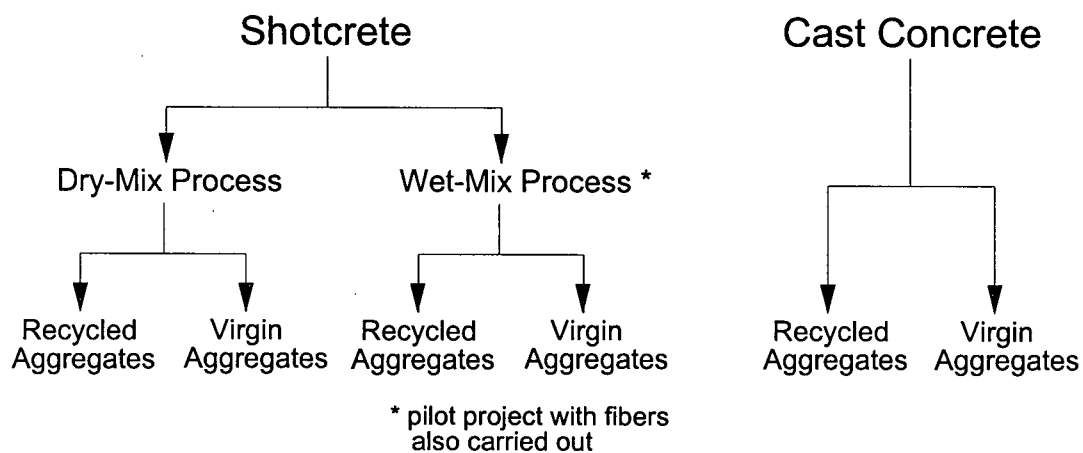 Shotcrete
Cast Concrete
Dry-Mix Process
Wet-Mix Process *
Recycled
Aggregates
Virgin
Aggregates
Recycled
Aggregates
Virgin
Aggregates
Recycled
Aggregates
Virgin
Aggregates
* pilot project with fibers
also carried out